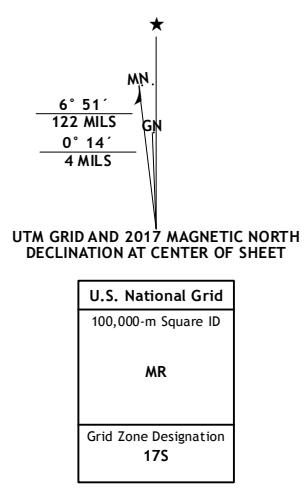 ★
MN.
6° 51´
122 MILS
GN
0° 14´
4 MILS
UTM GRID AND 2017 MAGNETIC NORTH
DECLINATION AT CENTER OF SHEET
U.S. National Grid
100,000-m Square ID
MR
Grid Zone Designation
17S